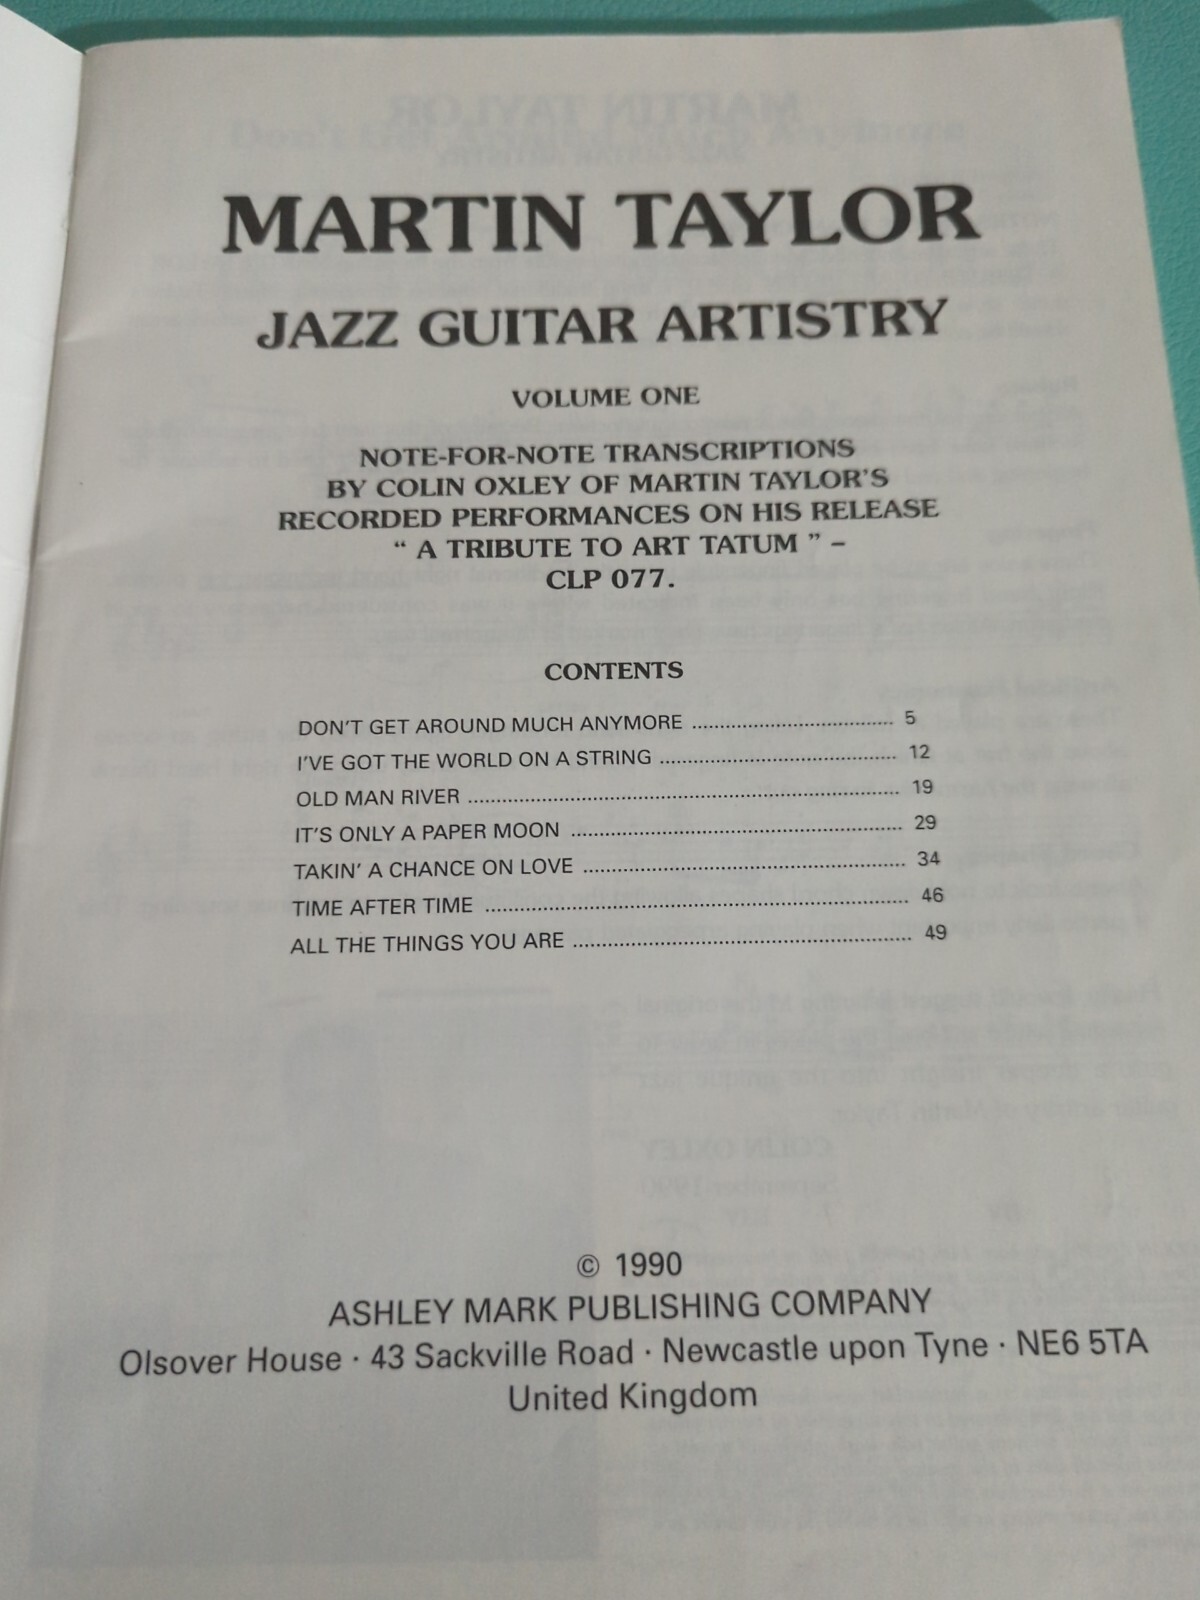 MARTIN TAYLOR
JAZZ GUITAR ARTISTRY
VOLUME ONE
NOTE-FOR-NOTE TRANSCRIPTIONS
BY COLIN OXLEY OF MARTIN TAYLOR'S
RECORDED PERFORMANCES ON HIS RELEASE
“ A TRIBUTE TO ART TATUM ” –
CLP 077.
CONTENTS
DON'T GET AROUND MUCH ANYMORE ........................................ 5
I'VE GOT THE WORLD ON A STRING ............................................... 12
OLD MAN RIVER ...................................................................................... 19
IT'S ONLY A PAPER MOON .................................................................. 29
TAKIN' A CHANCE ON LOVE ................................................................ 34
TIME AFTER TIME .................................................................................... 46
ALL THE THINGS YOU ARE .................................................................... 49
© 1990
ASHLEY MARK PUBLISHING COMPANY
Olsover House · 43 Sackville Road · Newcastle upon Tyne · NE6 5TA
United Kingdom